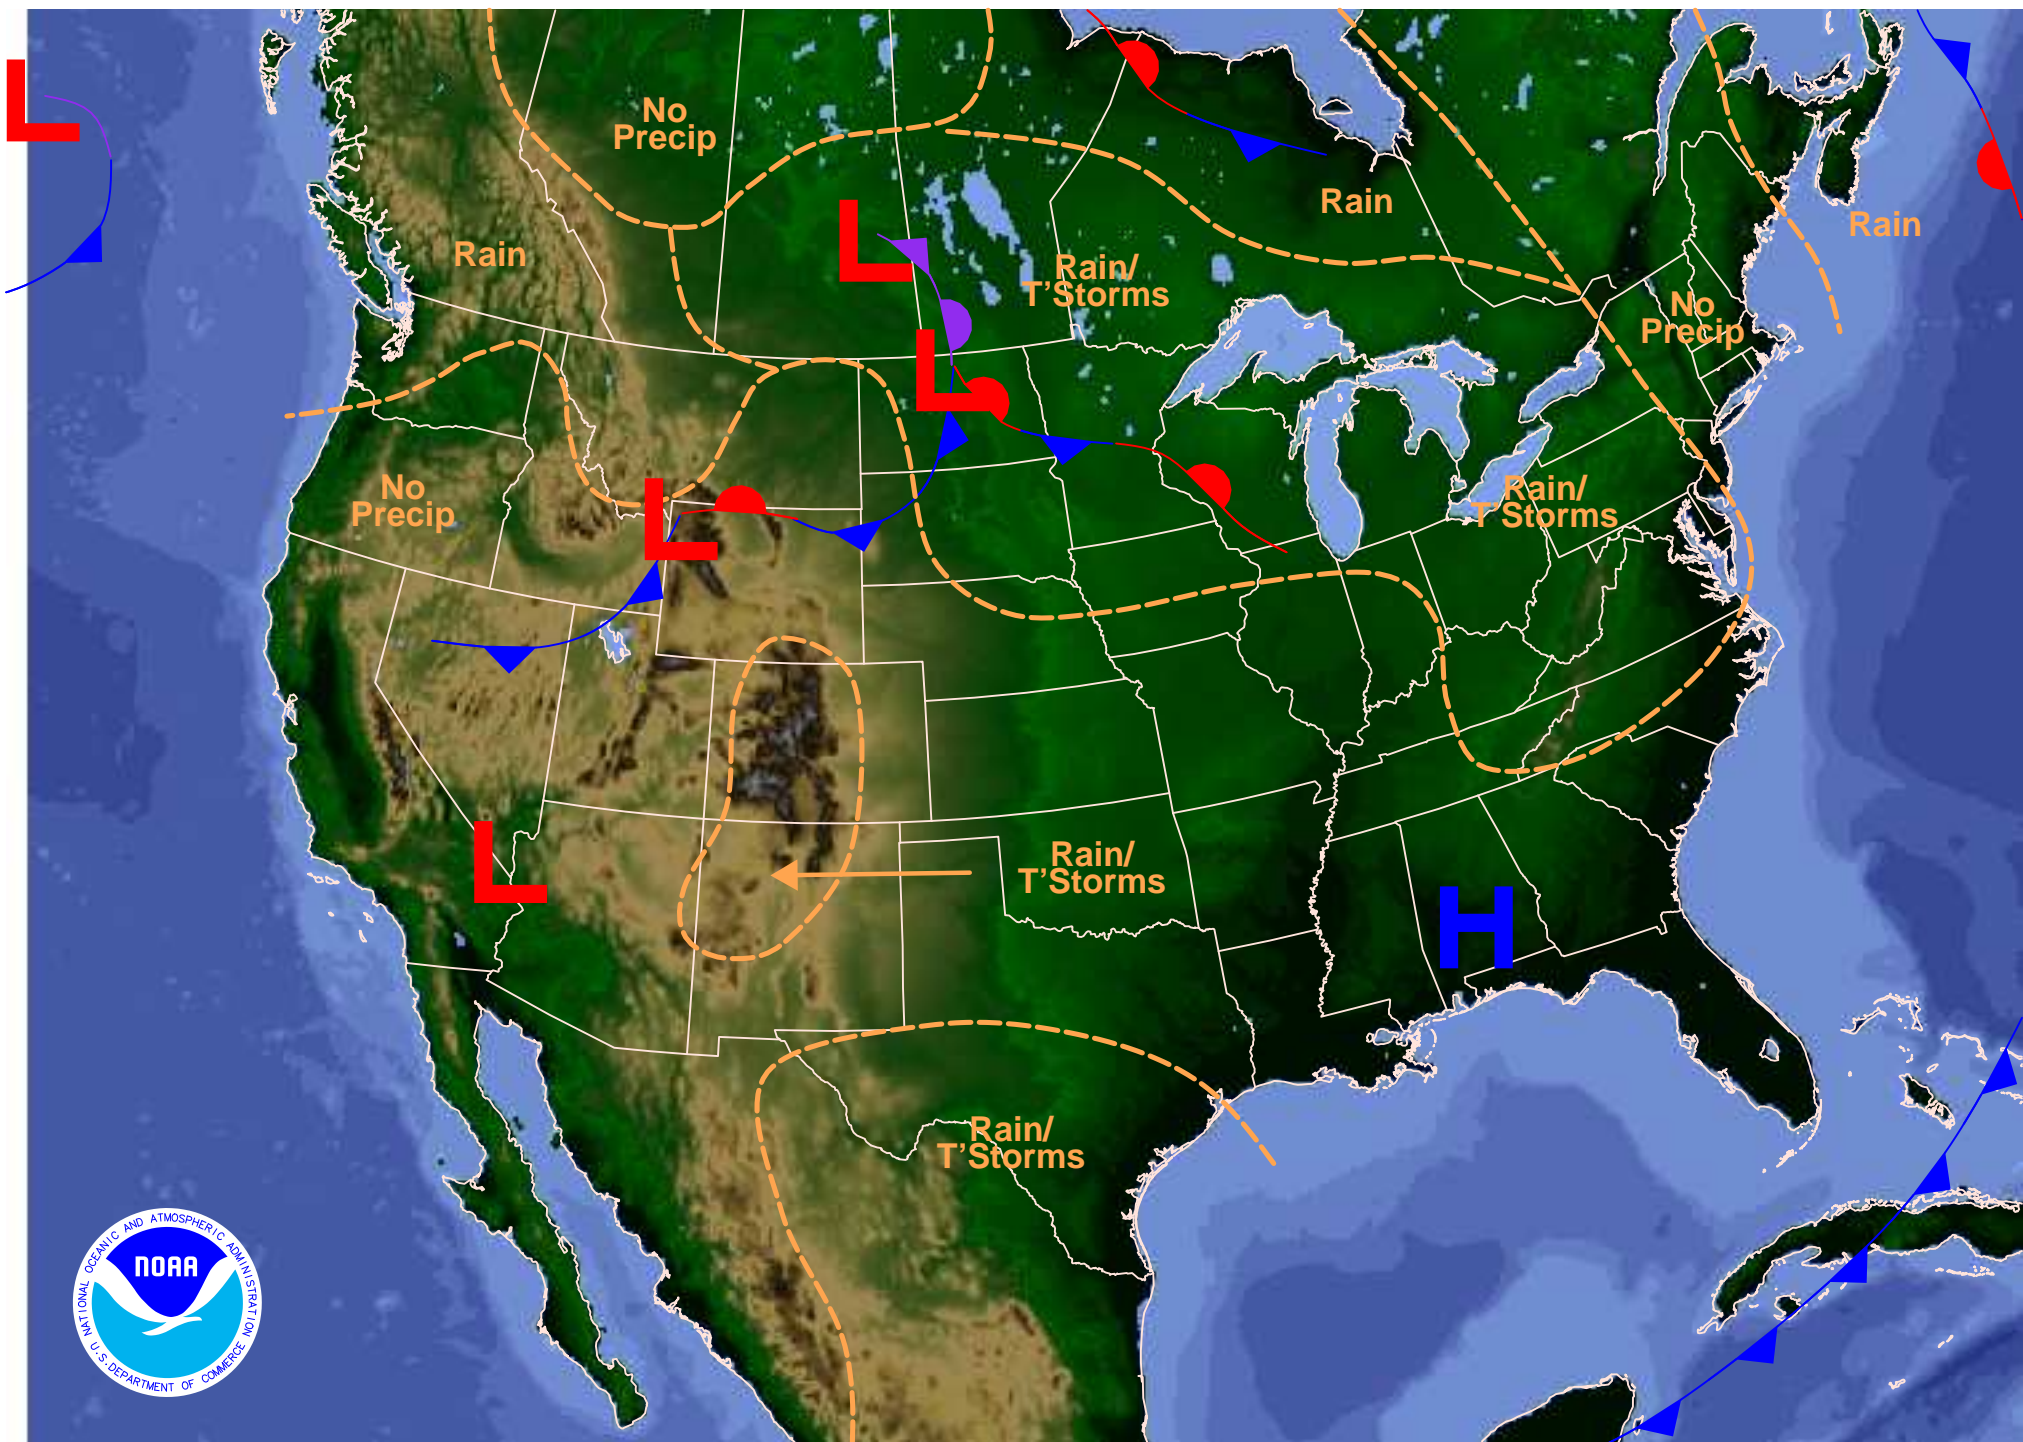 L
No
Precip
Rain
Rain
Rain
L
Rain/
T'Storms
No
Precip
L
No
Precip
L
Rain/
T'Storms
L
Rain/
T'Storms
H
Rain/
T'Storms
NATIONAL OCEANIC AND ATMOSPHERIC ADMINISTRATION
NOAA
U.S. DEPARTMENT OF COMMERCE